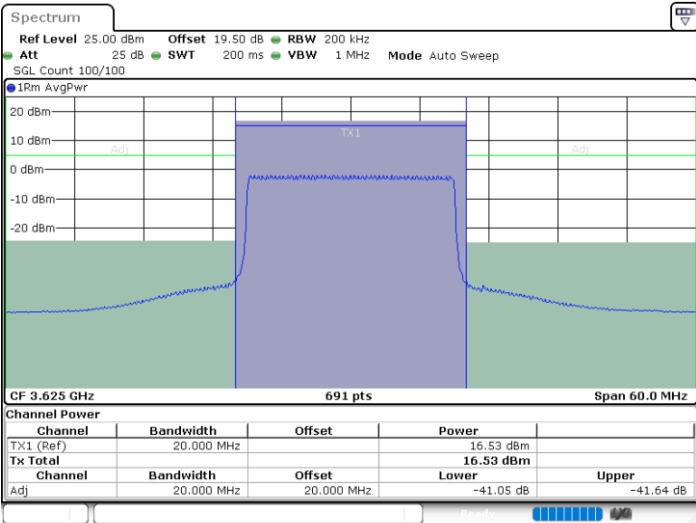 Spectrum
Ref Level 25.00 dBm Offset 19.50 dB RBW 200 kHz
Att 25 dB SWT 200 ms VBW 1 MHz Mode Auto Sweep
SGL Count 100/100
1Rm AvgPwr
20 dBm
TX1
10 dBm
Adj Adj
0 dBm
-10 dBm
-20 dBm
CF 3.625 GHz 691 pts Span 60.0 MHz
Channel Power
Channel Bandwidth Offset Power
TX1 (Ref) 20.000 MHz 16.53 dBm
Tx Total 16.53 dBm
Channel Bandwidth Offset Lower Upper
Adj 20.000 MHz 20.000 MHz -41.05 dB -41.64 dB
Ready